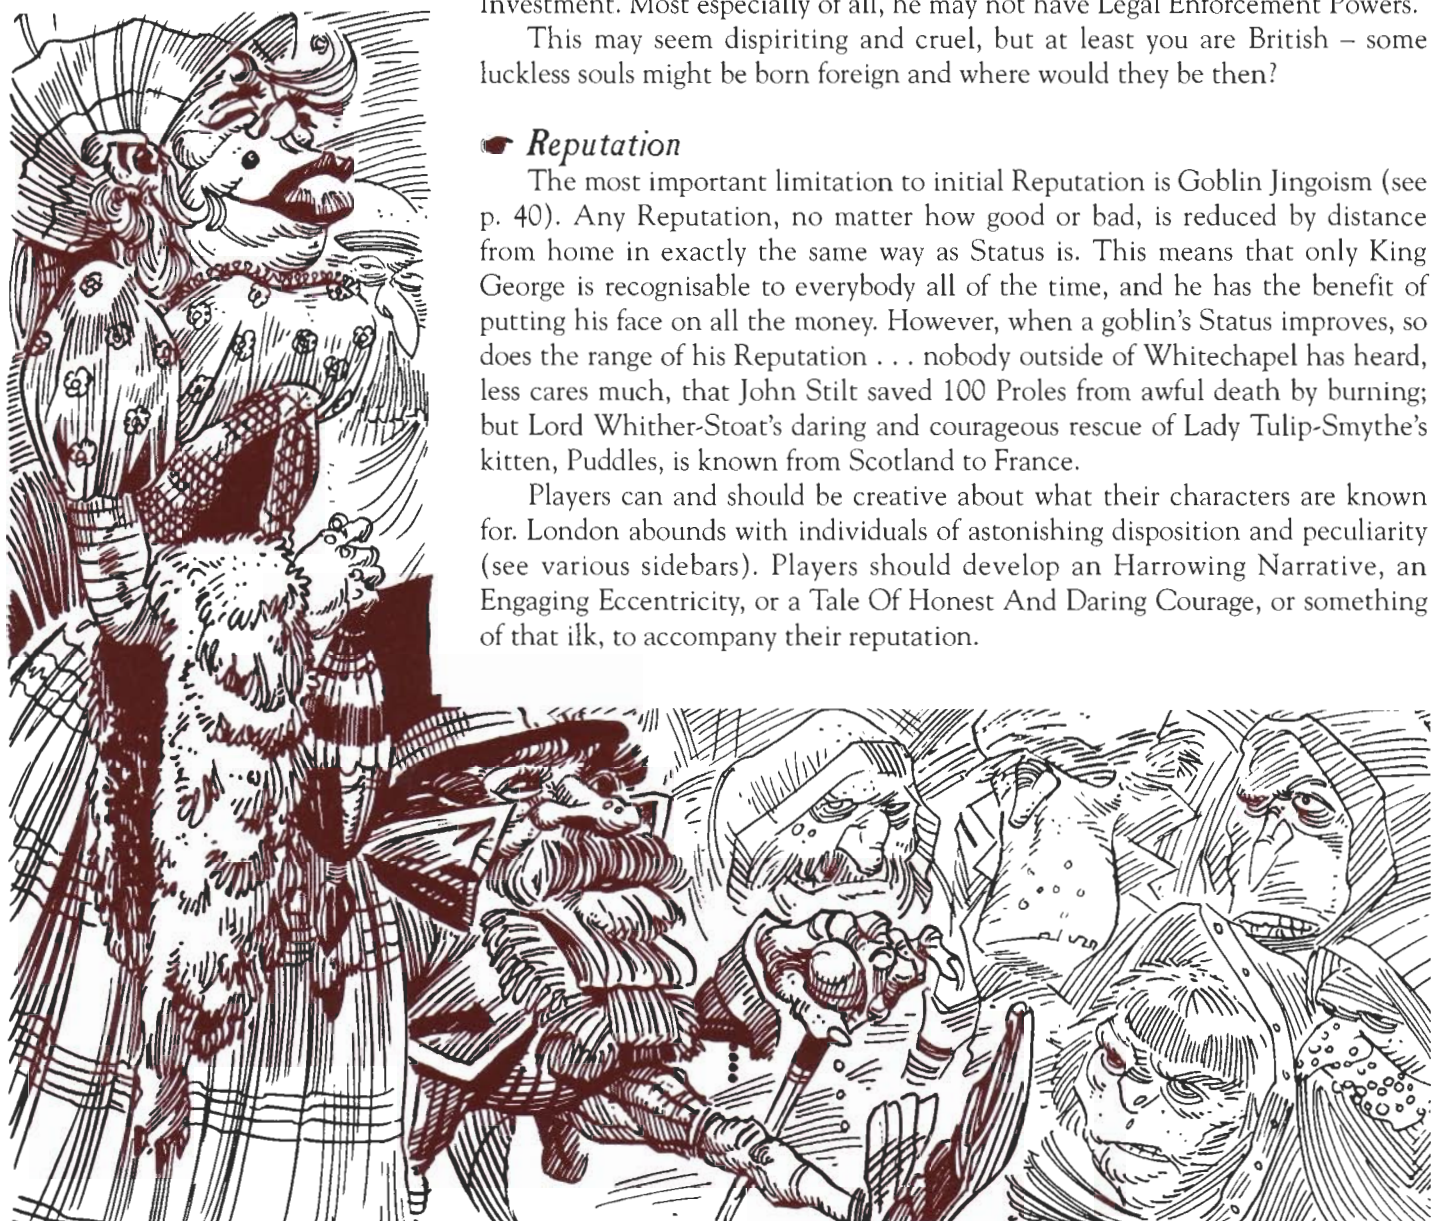 Investment. Most especially of all, he may not have Legal Enforcement Powers.
This may seem dispiriting and cruel, but at least you are British – some
luckless souls might be born foreign and where would they be then?
Reputation
The most important limitation to initial Reputation is Goblin Jingoism (see
p. 40). Any Reputation, no matter how good or bad, is reduced by distance
from home in exactly the same way as Status is. This means that only King
George is recognisable to everybody all of the time, and he has the benefit of
putting his face on all the money. However, when a goblin's Status improves, so
does the range of his Reputation . . . nobody outside of Whitechapel has heard,
less cares much, that John Stilt saved 100 Proles from awful death by burning;
but Lord Whither-Stoat's daring and courageous rescue of Lady Tulip-Smythe's
kitten, Puddles, is known from Scotland to France.
Players can and should be creative about what their characters are known
for. London abounds with individuals of astonishing disposition and peculiarity
(see various sidebars). Players should develop an Harrowing Narrative, an
Engaging Eccentricity, or a Tale Of Honest And Daring Courage, or something
of that ilk, to accompany their reputation.